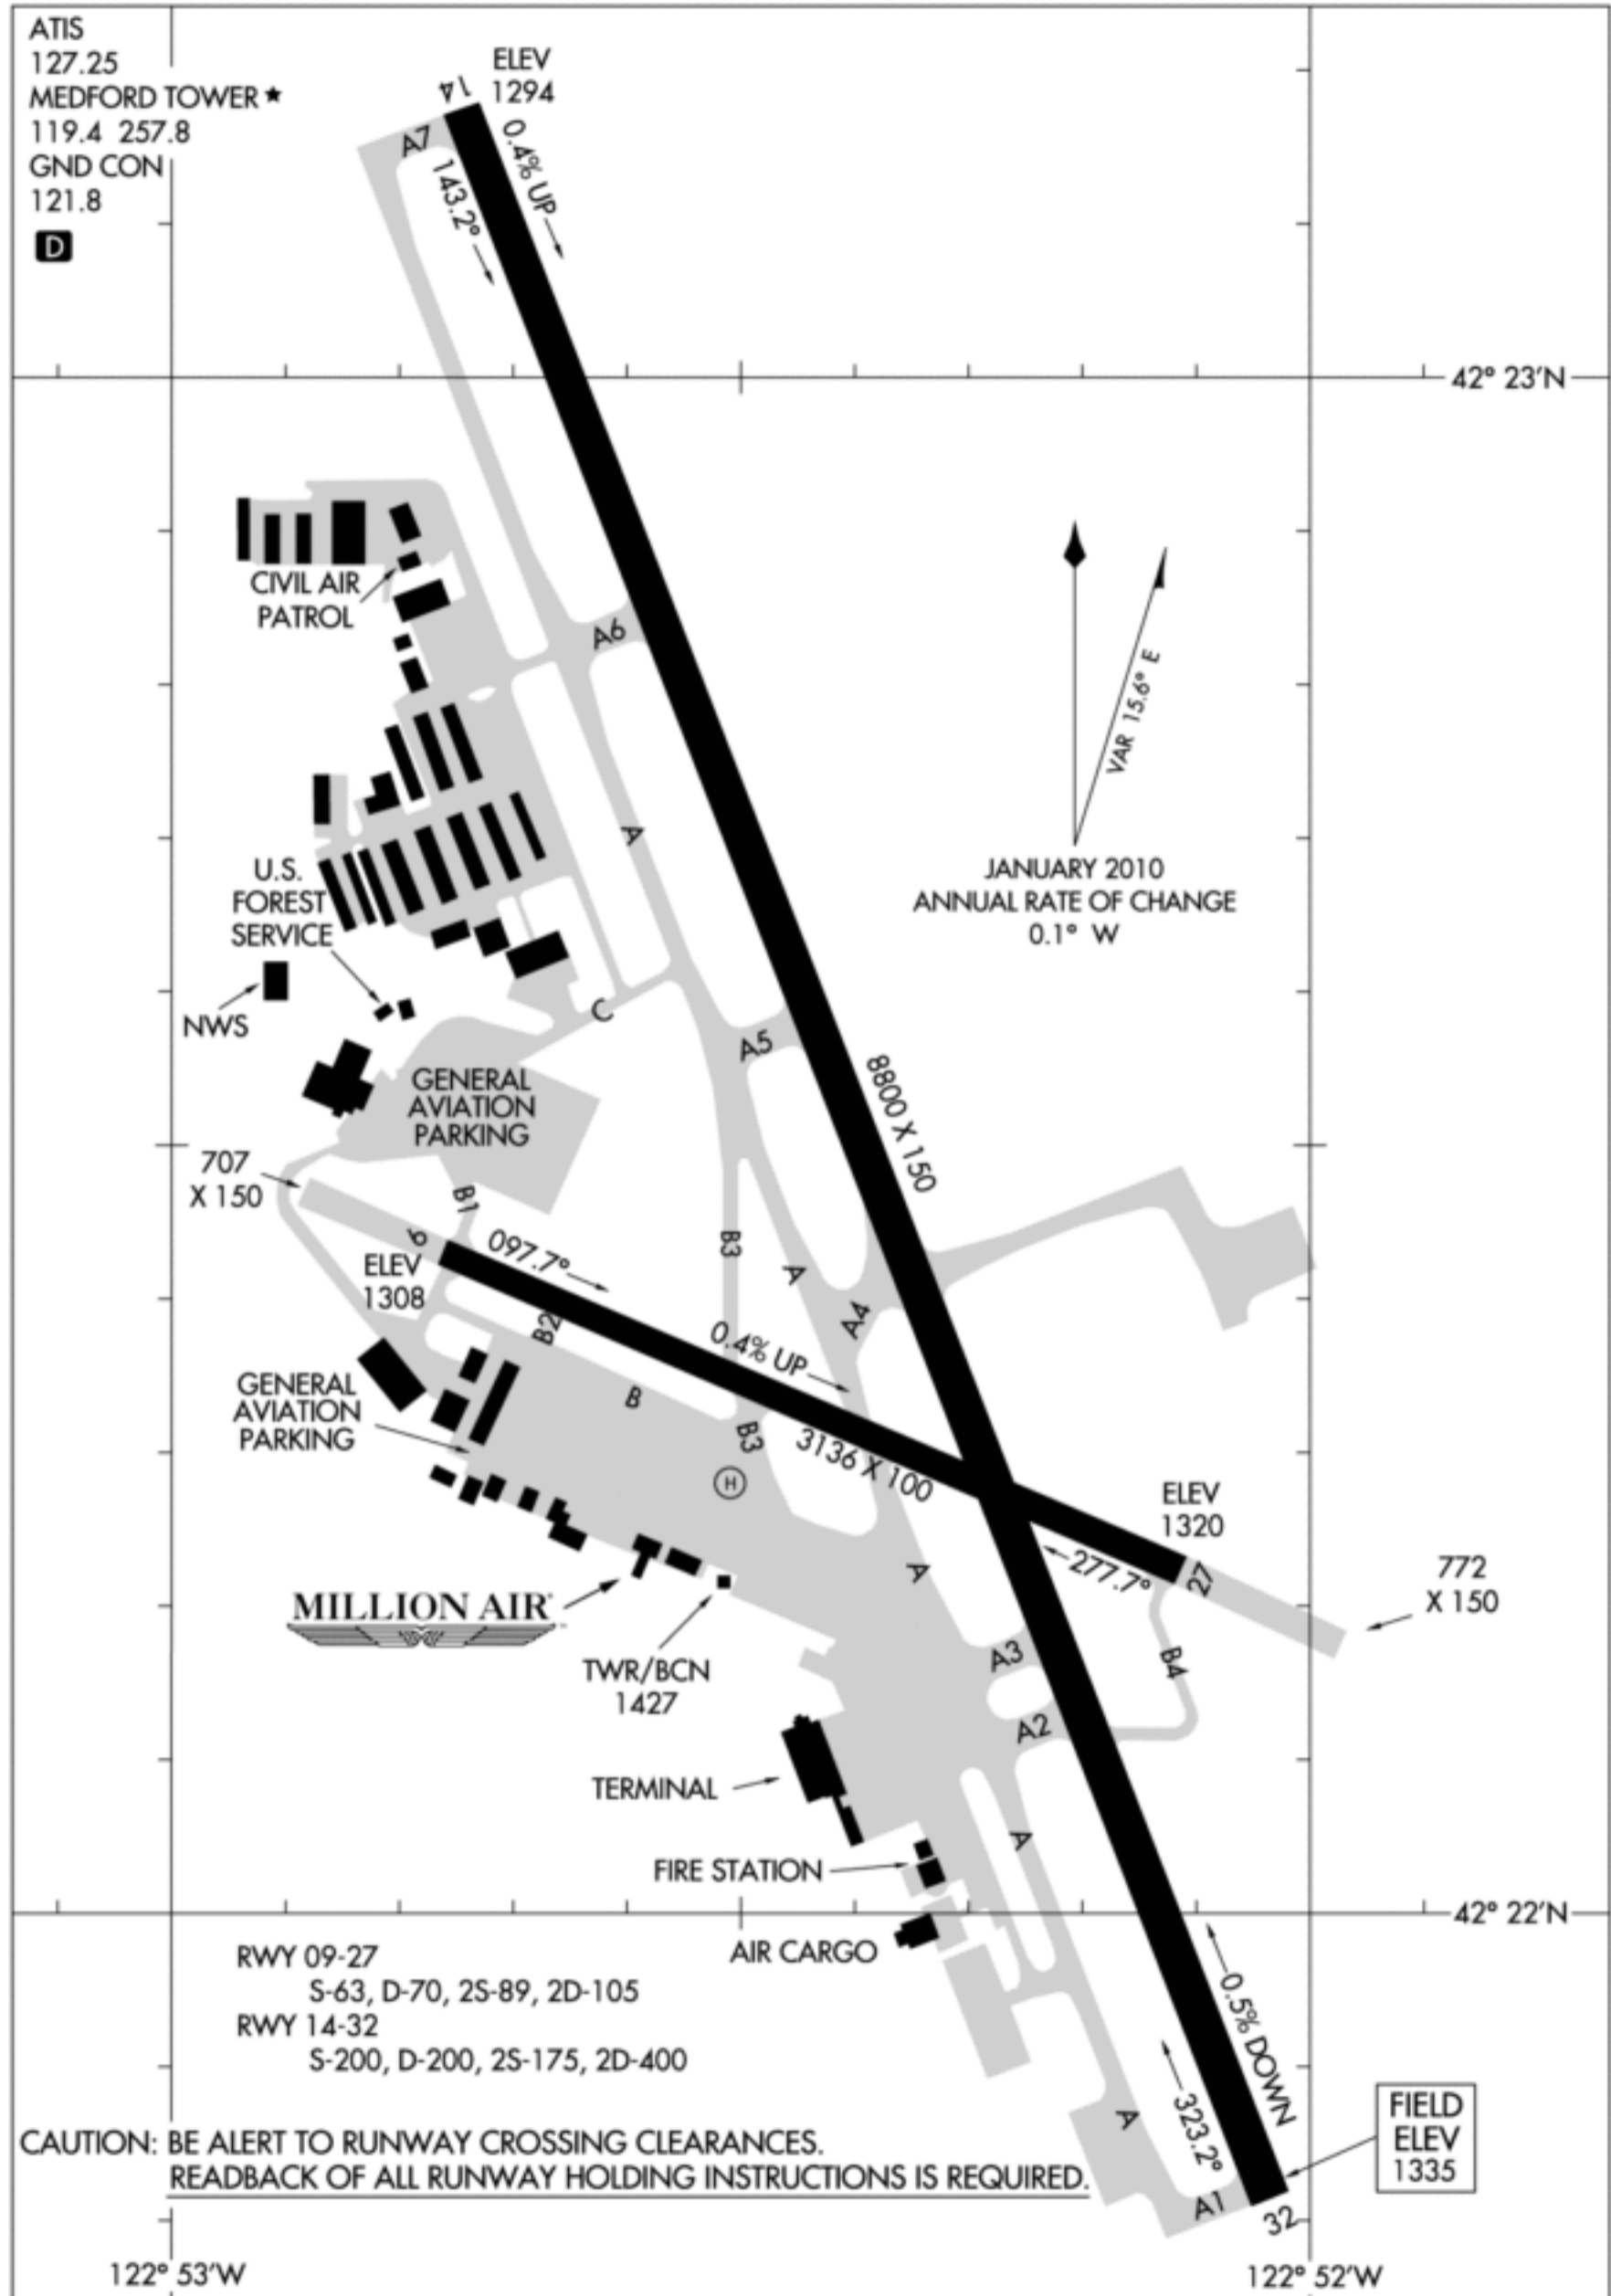 ATIS
127.25
MEDFORD TOWER ★
119.4 257.8
GND CON
121.8
D
ELEV
1294
14
A7
143.2°
0.4% UP
42° 23'N
CIVIL AIR
PATROL
A6
VAR 15.6° E
JANUARY 2010
ANNUAL RATE OF CHANGE
0.1° W
A
U.S.
FOREST
SERVICE
NWS
C
A5
GENERAL
AVIATION
PARKING
8800 X 150
707
X 150
B1
9
097.7°
ELEV
1308
B3
A
A4
B2
0.4% UP
B
GENERAL
AVIATION
PARKING
B3
3136 X 100
H
ELEV
1320
277.7°
27
772
X 150
A
MILLION AIR
TWR/BCN
1427
A3
B4
A2
TERMINAL
A
FIRE STATION
42° 22'N
AIR CARGO
RWY 09-27
S-63, D-70, 2S-89, 2D-105
RWY 14-32
S-200, D-200, 2S-175, 2D-400
0.5% DOWN
323.2°
A
FIELD
ELEV
1335
CAUTION: BE ALERT TO RUNWAY CROSSING CLEARANCES.
READBACK OF ALL RUNWAY HOLDING INSTRUCTIONS IS REQUIRED.
A1
32
122° 53'W
122° 52'W